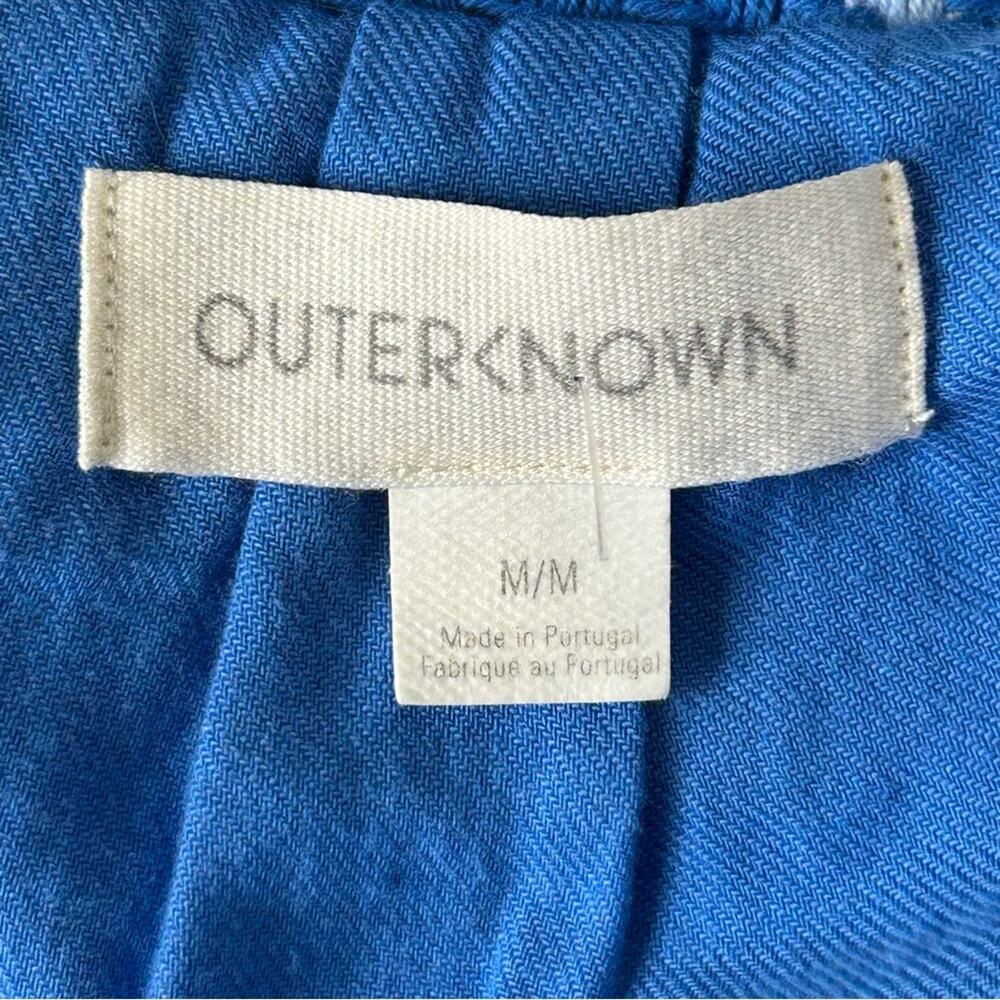 OUTERKNOWN
M/M
Made in Portugal
Fabriqué au Portugal